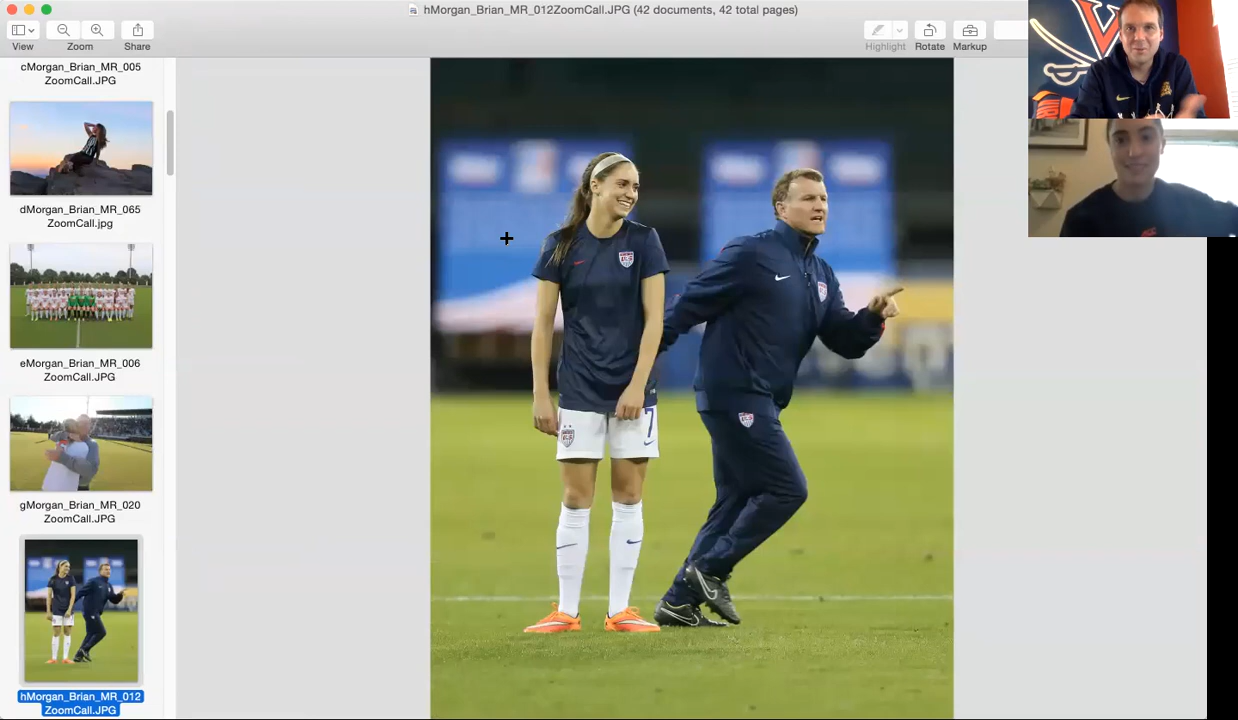 hMorgan_Brian_MR_012ZoomCall.JPG (42 documents, 42 total pages)
View
Zoom
Share
Highlight
Rotate
Markup
cMorgan_Brian_MR_005
ZoomCall.JPG
dMorgan_Brian_MR_065
ZoomCall.jpg
eMorgan_Brian_MR_006
ZoomCall.JPG
gMorgan_Brian_MR_020
ZoomCall.JPG
hMorgan_Brian_MR_012
ZoomCall.JPG
7
V